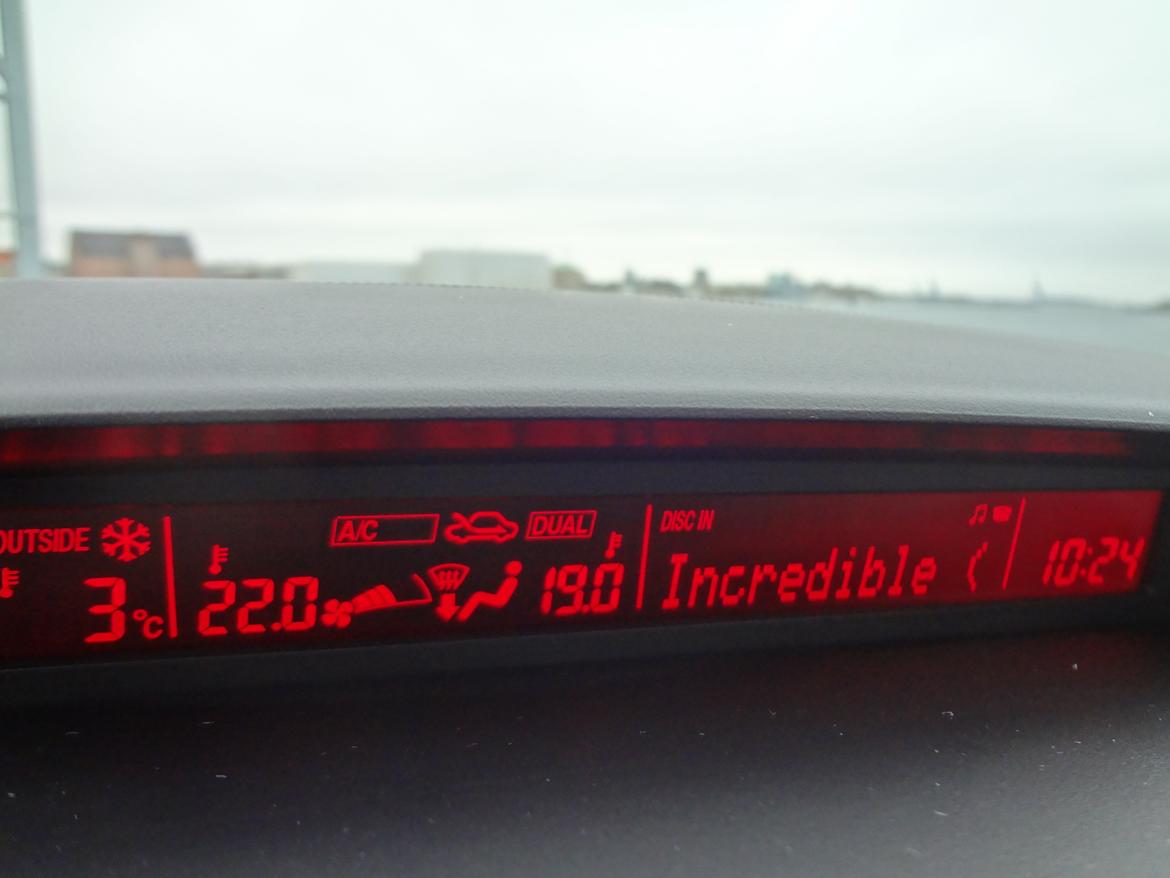 OUTSIDE
3°C
A/C DUAL
22.0 19.0
DISC IN
Incredible (
10:24